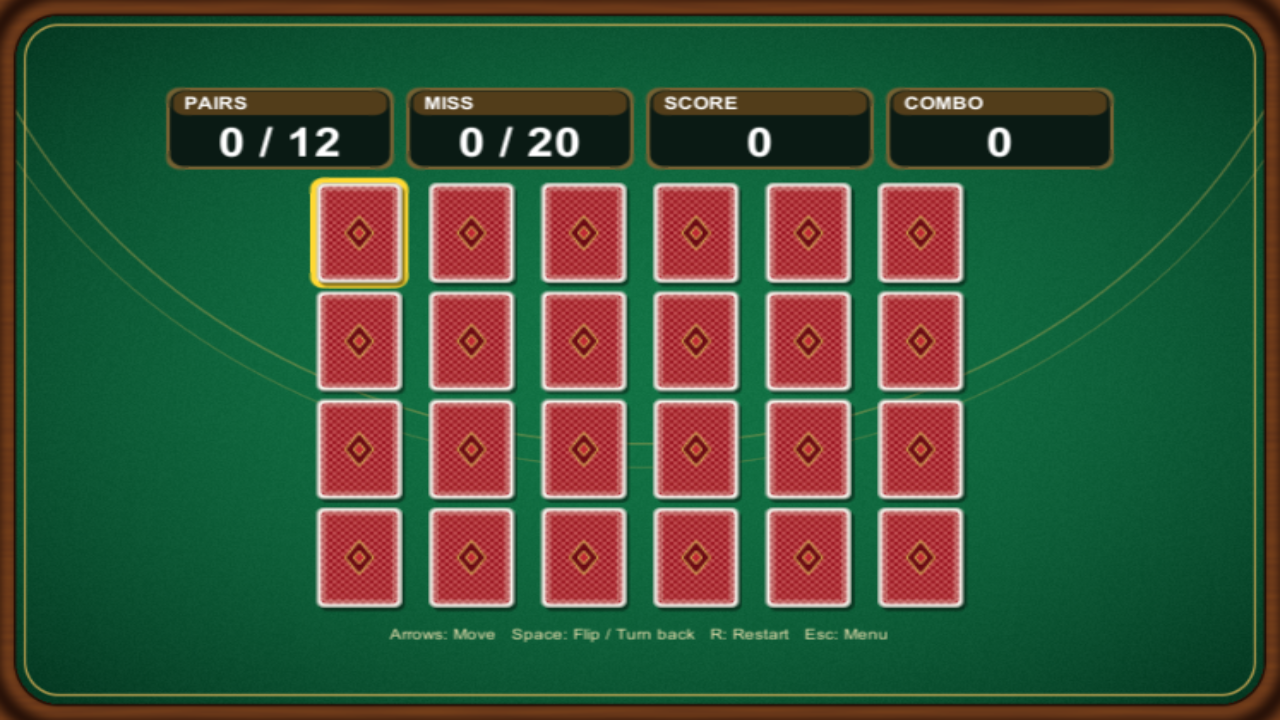 PAIRS
0 / 12
MISS
0 / 20
SCORE
0
COMBO
0
Arrows: Move   Space: Flip / Turn back   R: Restart   Esc: Menu